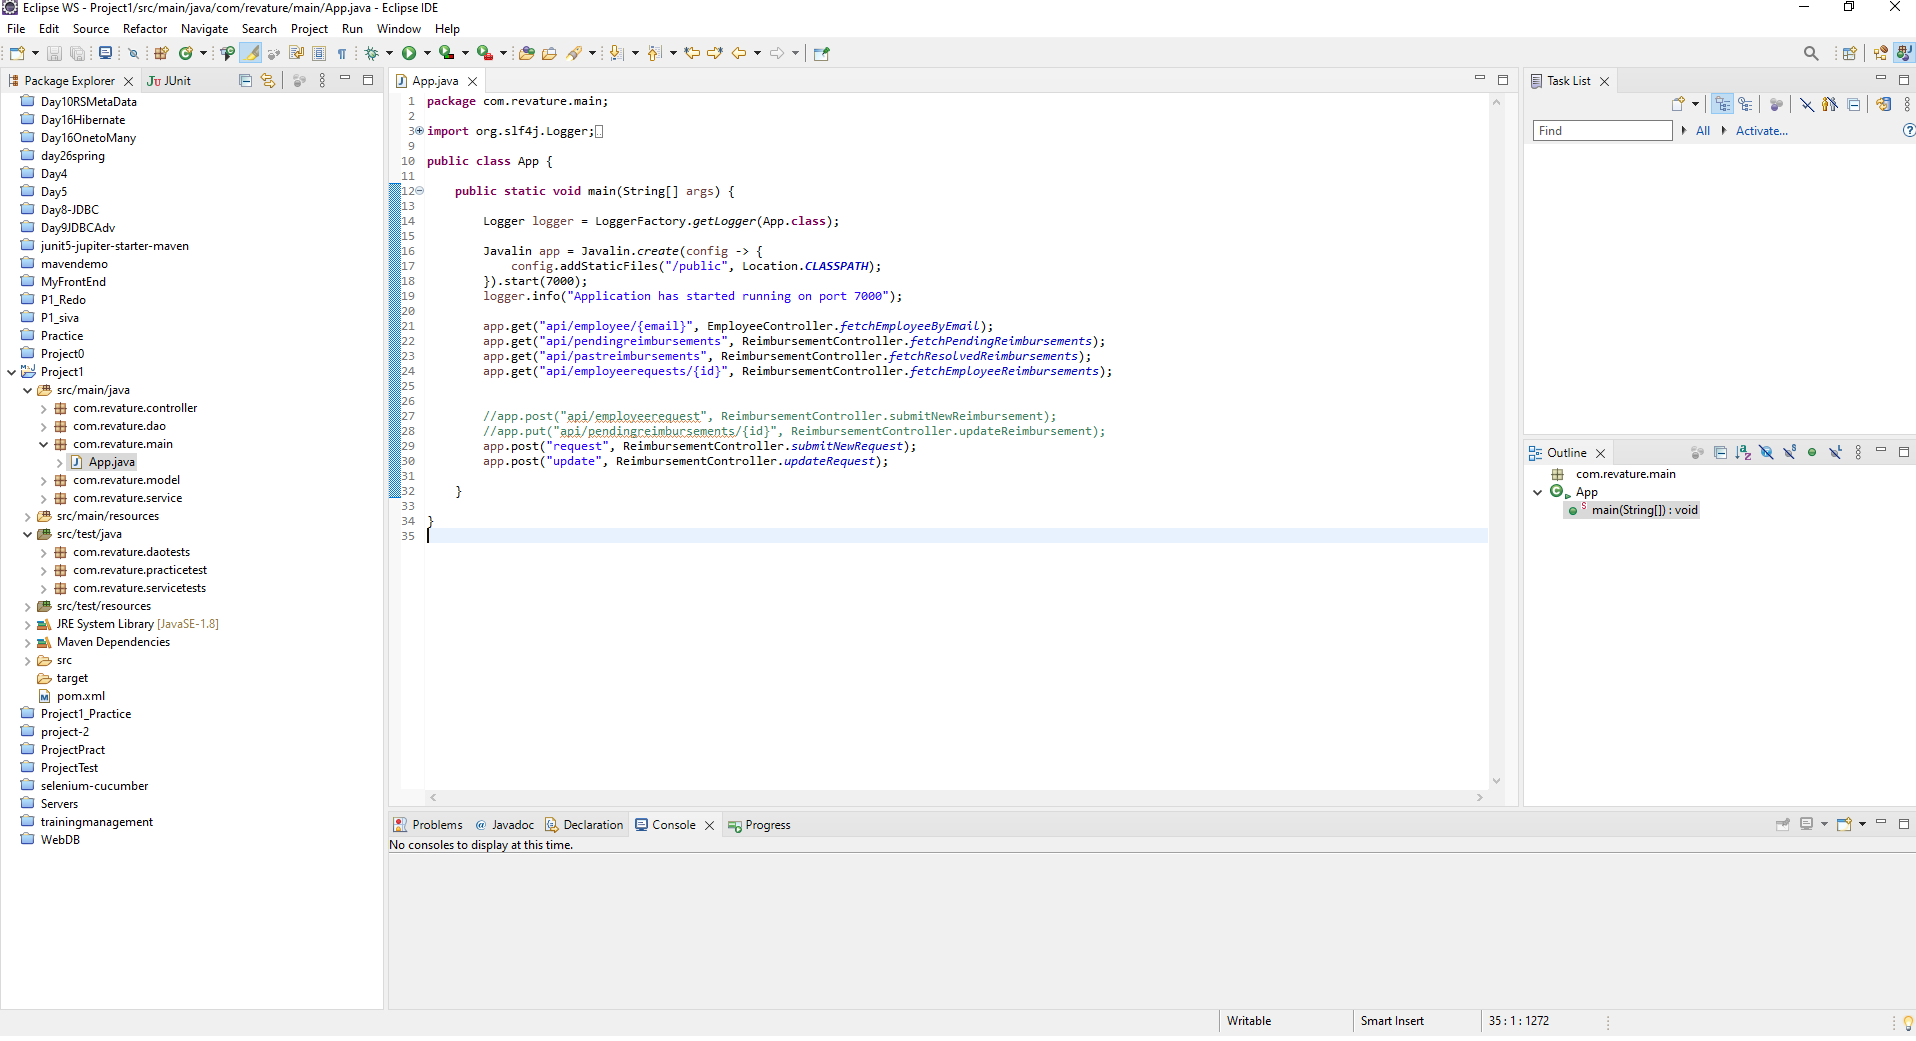 Eclipse WS - Project1/src/main/java/com/revature/main/App.java - Eclipse IDE
File Edit Source Refactor Navigate Search Project Run Window Help
Package Explorer
JUnit
Day10RSMetaData
Day16Hibernate
Day16OnetoMany
day26spring
Day4
Day5
Day8-JDBC
Day9JDBCAdv
junit5-jupiter-starter-maven
mavendemo
MyFrontEnd
P1_Redo
P1_siva
Practice
Project0
Project1
src/main/java
com.revature.controller
com.revature.dao
com.revature.main
App.java
com.revature.model
com.revature.service
src/main/resources
src/test/java
com.revature.daotests
com.revature.practicetest
com.revature.servicetests
src/test/resources
JRE System Library [JavaSE-1.8]
Maven Dependencies
src
target
pom.xml
Project1_Practice
project-2
ProjectPract
ProjectTest
selenium-cucumber
Servers
trainingmanagement
WebDB
App.java
1 package com.revature.main;
2
3 import org.slf4j.Logger;
9
10 public class App {
11
12 public static void main(String[] args) {
13
14 Logger logger = LoggerFactory.getLogger(App.class);
15
16 Javalin app = Javalin.create(config -> {
17 config.addStaticFiles("/public", Location.CLASSPATH);
18 }).start(7000);
19 logger.info("Application has started running on port 7000");
20
21 app.get("api/employee/{email}", EmployeeController.fetchEmployeeByEmail);
22 app.get("api/pendingreimbursements", ReimbursementController.fetchPendingReimbursements);
23 app.get("api/pastreimbursements", ReimbursementController.fetchResolvedReimbursements);
24 app.get("api/employeerequests/{id}", ReimbursementController.fetchEmployeeReimbursements);
25
26
27 //app.post("api/employeerequest", ReimbursementController.submitNewReimbursement);
28 //app.put("api/pendingreimbursements/{id}", ReimbursementController.updateReimbursement);
29 app.post("request", ReimbursementController.submitNewRequest);
30 app.post("update", ReimbursementController.updateRequest);
31
32 }
33
34 }
35
Task List
Find
All
Activate...
Outline
com.revature.main
App
main(String[]) : void
Problems
@ Javadoc
Declaration
Console
Progress
No consoles to display at this time.
Writable
Smart Insert
35 : 1 : 1272